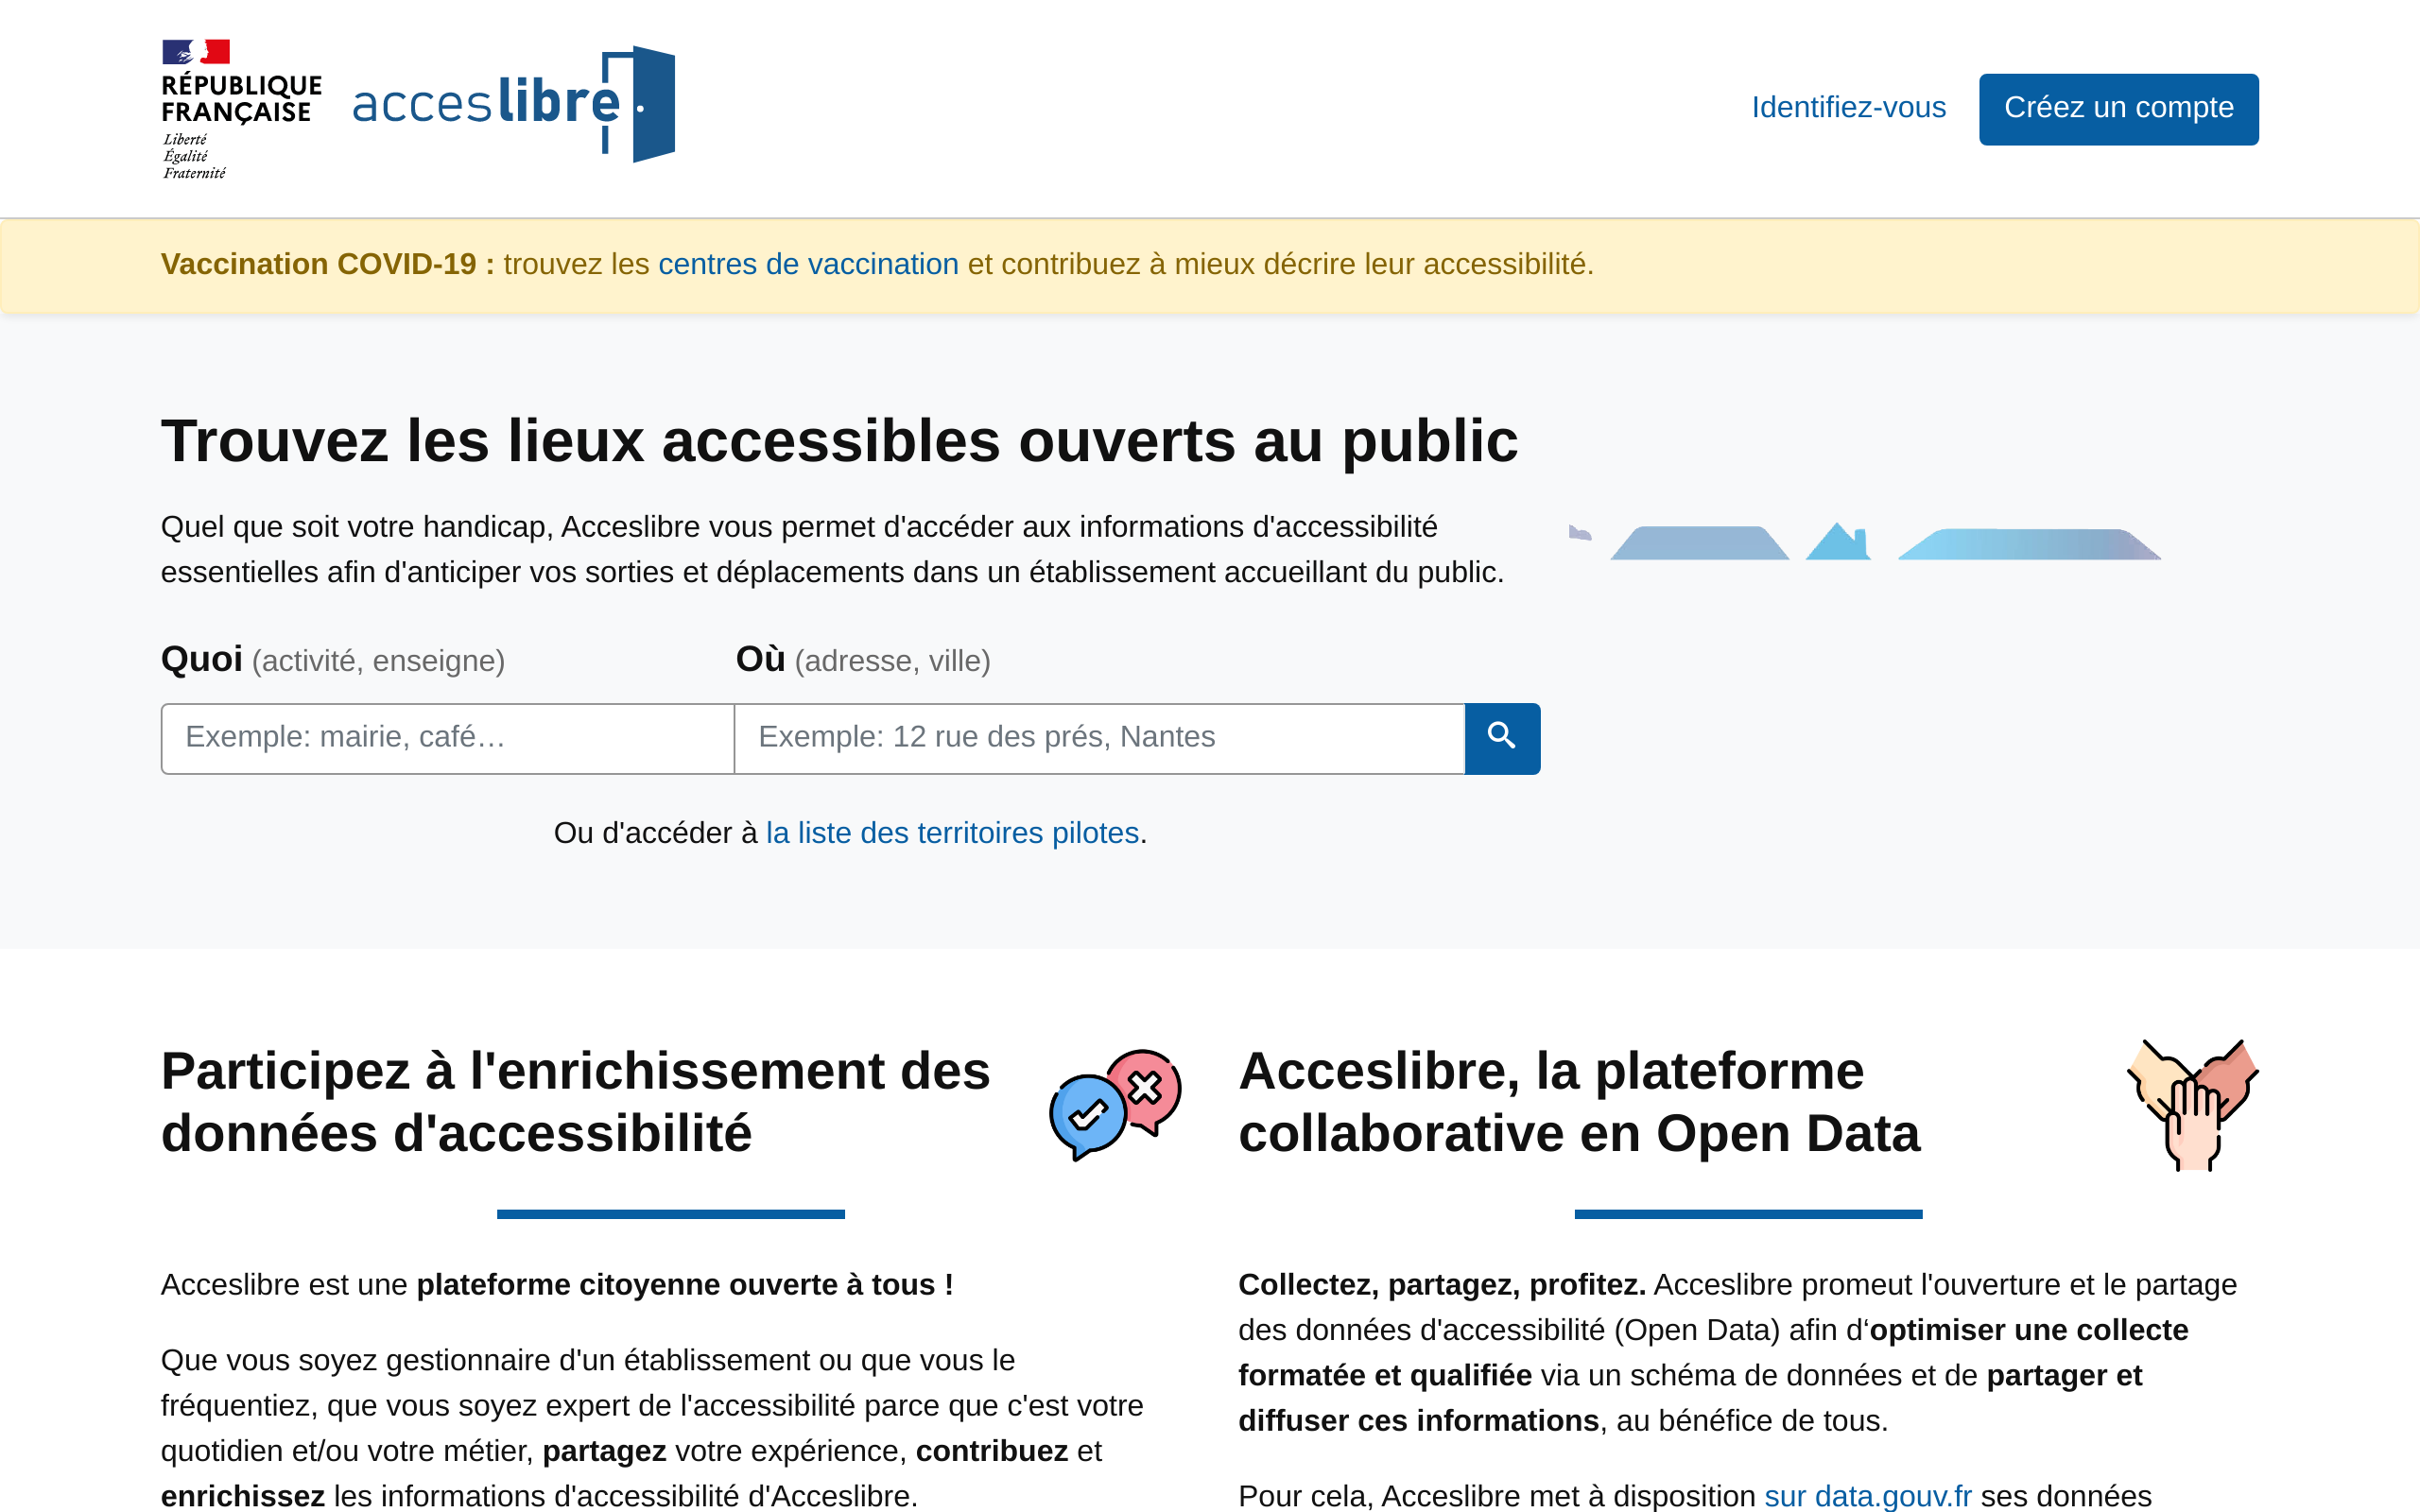 RÉPUBLIQUE
FRANÇAISE
Liberté
Égalité
Fraternité
acceslibre
Identifiez-vous
Créez un compte
Vaccination COVID-19 : trouvez les centres de vaccination et contribuez à mieux décrire leur accessibilité.
Trouvez les lieux accessibles ouverts au public
Quel que soit votre handicap, Acceslibre vous permet d'accéder aux informations d'accessibilité
essentielles afin d'anticiper vos sorties et déplacements dans un établissement accueillant du public.
Quoi (activité, enseigne)
Où (adresse, ville)
Exemple: mairie, café…
Exemple: 12 rue des prés, Nantes
Ou d'accéder à la liste des territoires pilotes.
Participez à l'enrichissement des
données d'accessibilité
Acceslibre est une plateforme citoyenne ouverte à tous !
Que vous soyez gestionnaire d'un établissement ou que vous le
fréquentiez, que vous soyez expert de l'accessibilité parce que c'est votre
quotidien et/ou votre métier, partagez votre expérience, contribuez et
enrichissez les informations d'accessibilité d'Acceslibre.
Acceslibre, la plateforme
collaborative en Open Data
Collectez, partagez, profitez. Acceslibre promeut l'ouverture et le partage
des données d'accessibilité (Open Data) afin d‘optimiser une collecte
formatée et qualifiée via un schéma de données et de partager et
diffuser ces informations, au bénéfice de tous.
Pour cela, Acceslibre met à disposition sur data.gouv.fr ses données